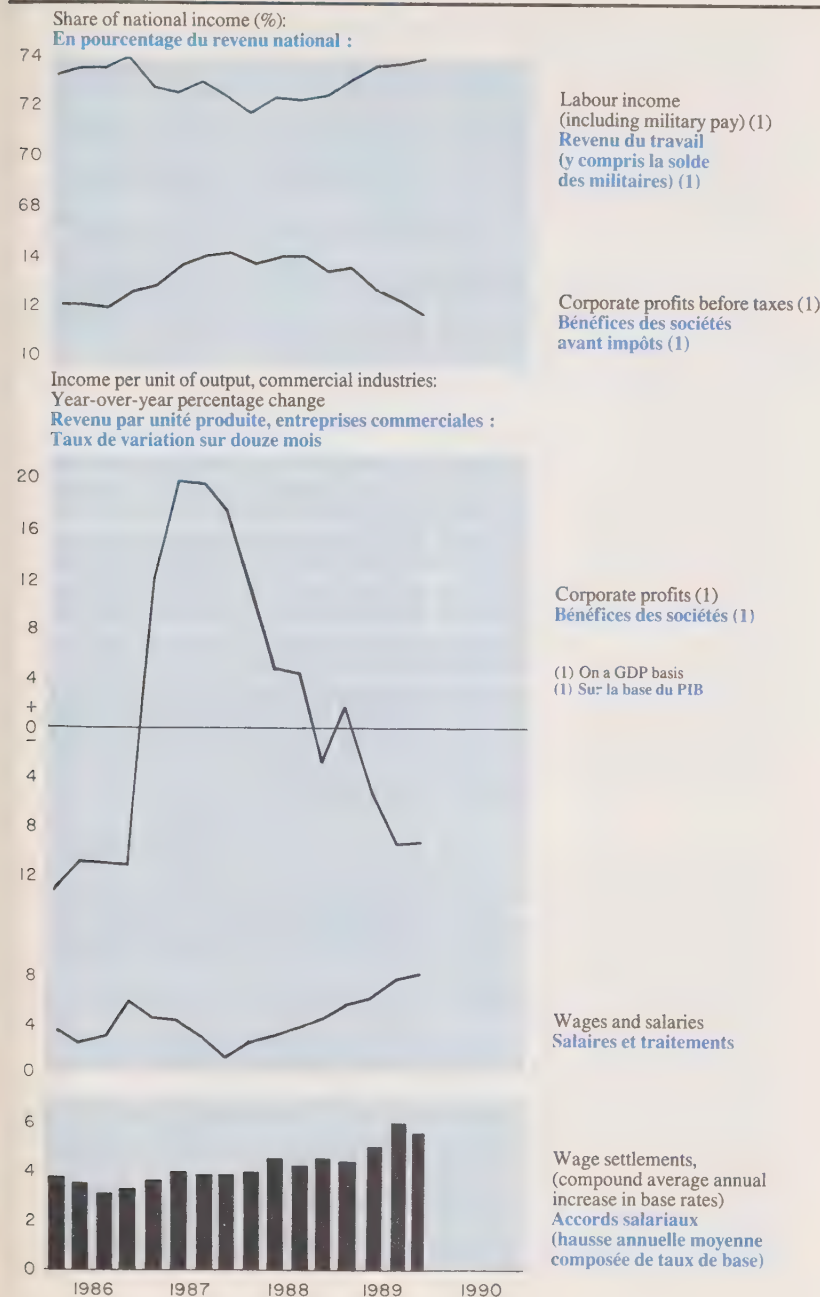 Share of national income (%):
En pourcentage du revenu national :
74
72
70
68
Labour income
(including military pay) (1)
Revenu du travail
(y compris la solde
des militaires) (1)
14
12
10
Corporate profits before taxes (1)
Bénéfices des sociétés
avant impôts (1)
Income per unit of output, commercial industries:
Year-over-year percentage change
Revenu par unité produite, entreprises commerciales :
Taux de variation sur douze mois
20
16
12
8
4
+
0
−
4
8
12
Corporate profits (1)
Bénéfices des sociétés (1)
(1) On a GDP basis
(1) Sur la base du PIB
8
4
0
Wages and salaries
Salaires et traitements
6
4
2
0
Wage settlements,
(compound average annual
increase in base rates)
Accords salariaux
(hausse annuelle moyenne
composée de taux de base)
1986 1987 1988 1989 1990